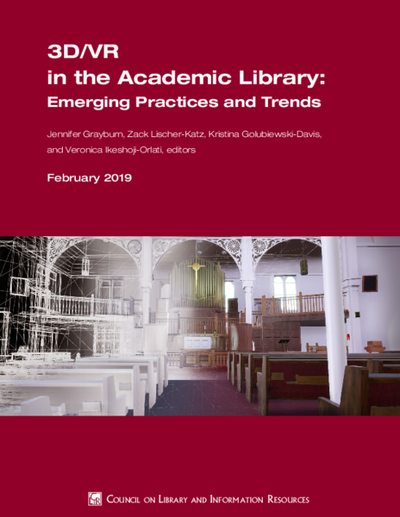 3D/VR
in the Academic Library:
Emerging Practices and Trends
Jennifer Grayburn, Zack Lischer-Katz, Kristina Golubiewski-Davis,
and Veronica Ikeshoji-Orlati, editors
February 2019
COUNCIL ON LIBRARY AND INFORMATION RESOURCES